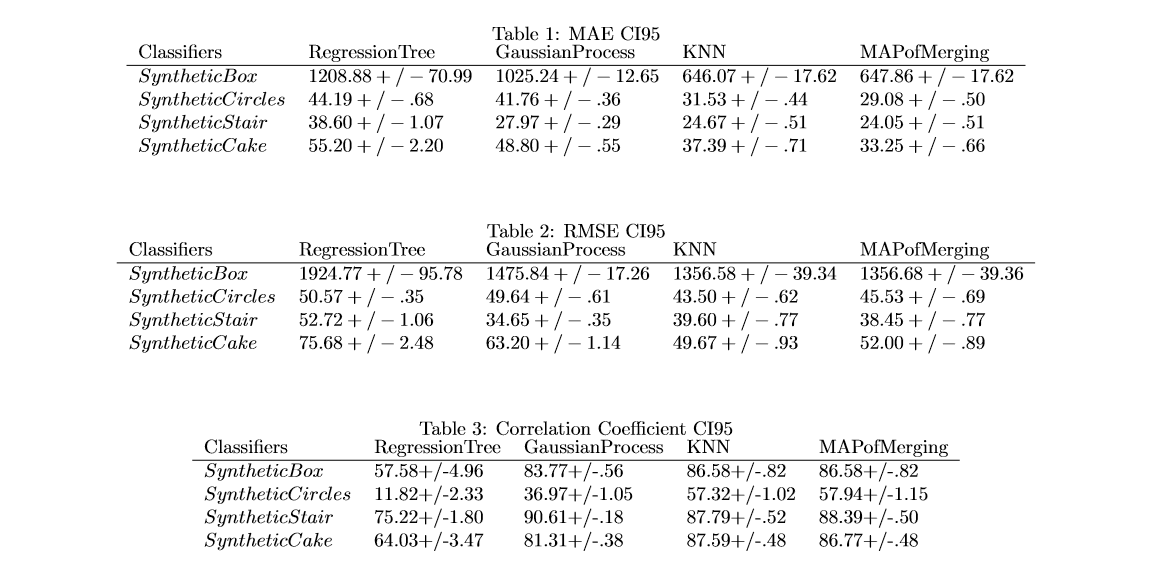 Table 1: MAE CI95
Classifiers RegressionTree GaussianProcess KNN MAPofMerging
SyntheticBox 1208.88 + / − 70.99 1025.24 + / − 12.65 646.07 + / − 17.62 647.86 + / − 17.62
SyntheticCircles 44.19 + / − .68 41.76 + / − .36 31.53 + / − .44 29.08 + / − .50
SyntheticStair 38.60 + / − 1.07 27.97 + / − .29 24.67 + / − .51 24.05 + / − .51
SyntheticCake 55.20 + / − 2.20 48.80 + / − .55 37.39 + / − .71 33.25 + / − .66
Table 2: RMSE CI95
Classifiers RegressionTree GaussianProcess KNN MAPofMerging
SyntheticBox 1924.77 + / − 95.78 1475.84 + / − 17.26 1356.58 + / − 39.34 1356.68 + / − 39.36
SyntheticCircles 50.57 + / − .35 49.64 + / − .61 43.50 + / − .62 45.53 + / − .69
SyntheticStair 52.72 + / − 1.06 34.65 + / − .35 39.60 + / − .77 38.45 + / − .77
SyntheticCake 75.68 + / − 2.48 63.20 + / − 1.14 49.67 + / − .93 52.00 + / − .89
Table 3: Correlation Coefficient CI95
Classifiers RegressionTree GaussianProcess KNN MAPofMerging
SyntheticBox 57.58+/-4.96 83.77+/-.56 86.58+/-.82 86.58+/-.82
SyntheticCircles 11.82+/-2.33 36.97+/-1.05 57.32+/-1.02 57.94+/-1.15
SyntheticStair 75.22+/-1.80 90.61+/-.18 87.79+/-.52 88.39+/-.50
SyntheticCake 64.03+/-3.47 81.31+/-.38 87.59+/-.48 86.77+/-.48